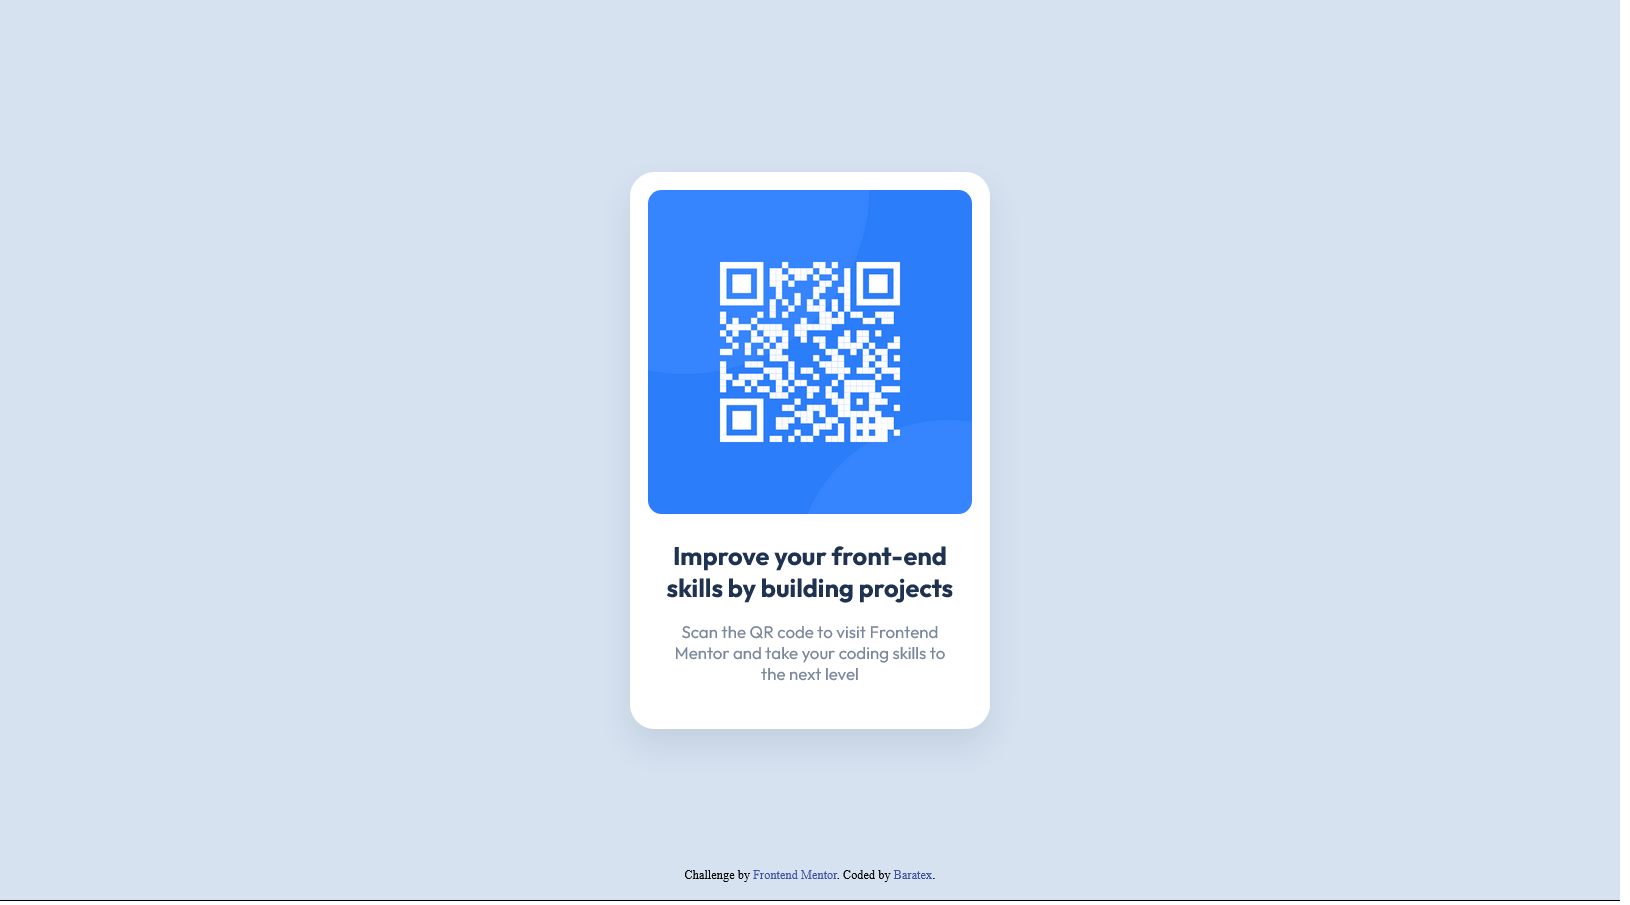 Improve your front-end
skills by building projects
Scan the QR code to visit Frontend
Mentor and take your coding skills to
the next level
Challenge by Frontend Mentor. Coded by Baratex.